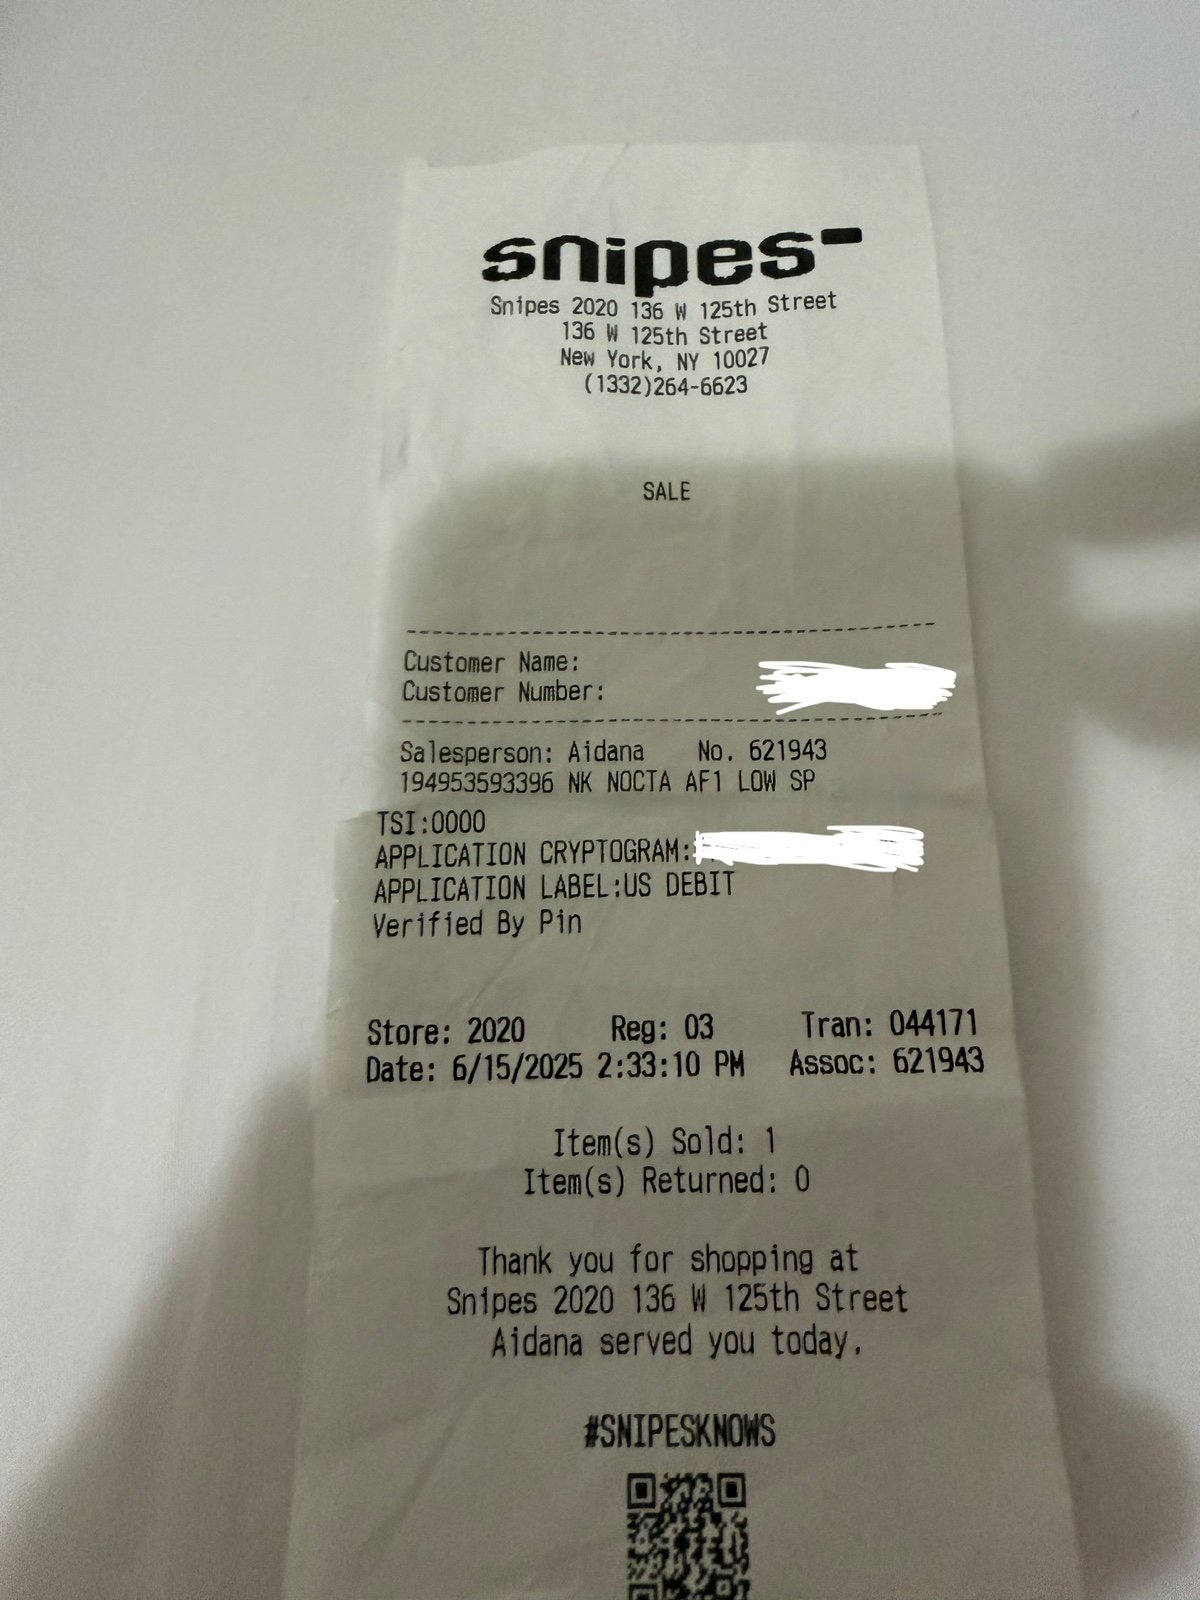 snipes
Snipes 2020 136 W 125th Street
136 W 125th Street
New York, NY 10027
(1332)264-6623
SALE
Customer Name:
Customer Number:
Salesperson: Aidana No. 621943
194953593396 NK NOCTA AF1 LOW SP
TSI:0000
APPLICATION CRYPTOGRAM:
APPLICATION LABEL:US DEBIT
Verified By Pin
Store: 2020 Reg: 03 Tran: 044171
Date: 6/15/2025 2:33:10 PM Assoc: 621943
Item(s) Sold: 1
Item(s) Returned: 0
Thank you for shopping at
Snipes 2020 136 W 125th Street
Aidana served you today.
#SNIPESKNOWS